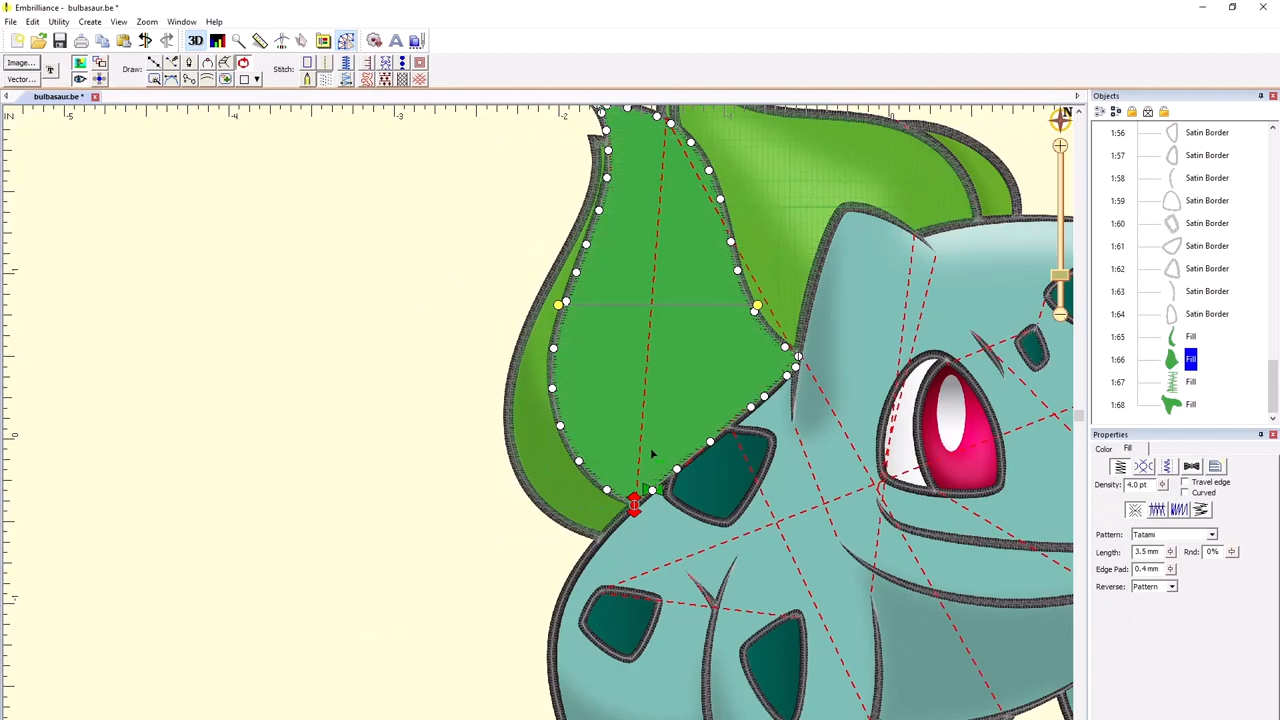 Embrilliance - bulbasaur.be *
File Edit Utility Create View Zoom Window Help
3D A
Image... T Draw: Stitch:
Vector...
bulbasaur.be *
IN -5 -4 -3 -2 -1 0 N
Objects
1:56 Satin Border
1:57 Satin Border
1:58 Satin Border
1:59 Satin Border
1:60 Satin Border
1:61 Satin Border
1:62 Satin Border
1:63 Satin Border
1:64 Satin Border
1:65 Fill
1:66 Fill
1:67 Fill
1:68 Fill
Properties
Color Fill
Density: 4.0 pt Travel edge
Curved
Pattern: Tatami
Length: 3.5 mm Rnd: 0%
Edge Pad: 0.4 mm
Reverse: Pattern